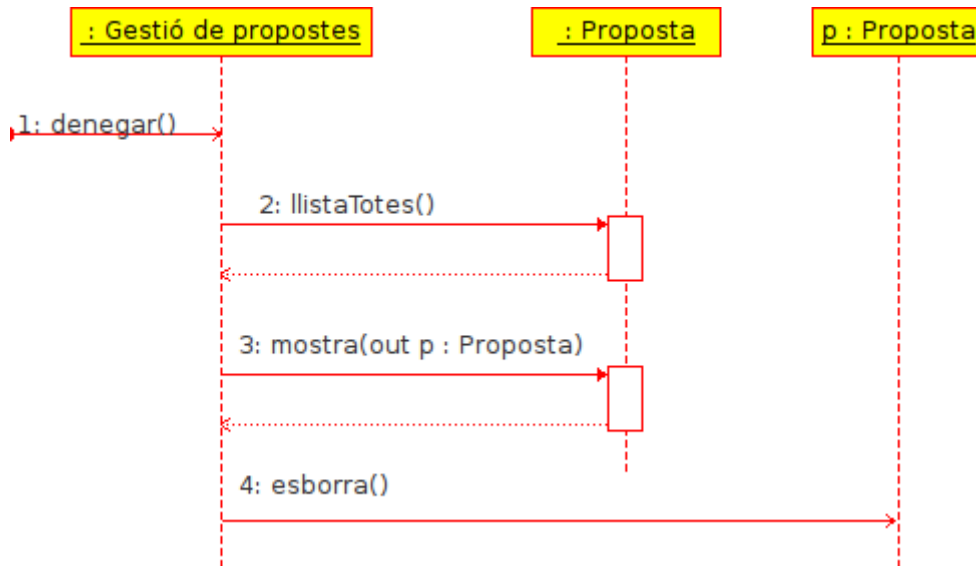 : Gestió de propostes
: Proposta
p : Proposta
1: denegar()
2: llistaTotes()
3: mostra(out p : Proposta)
4: esborra()